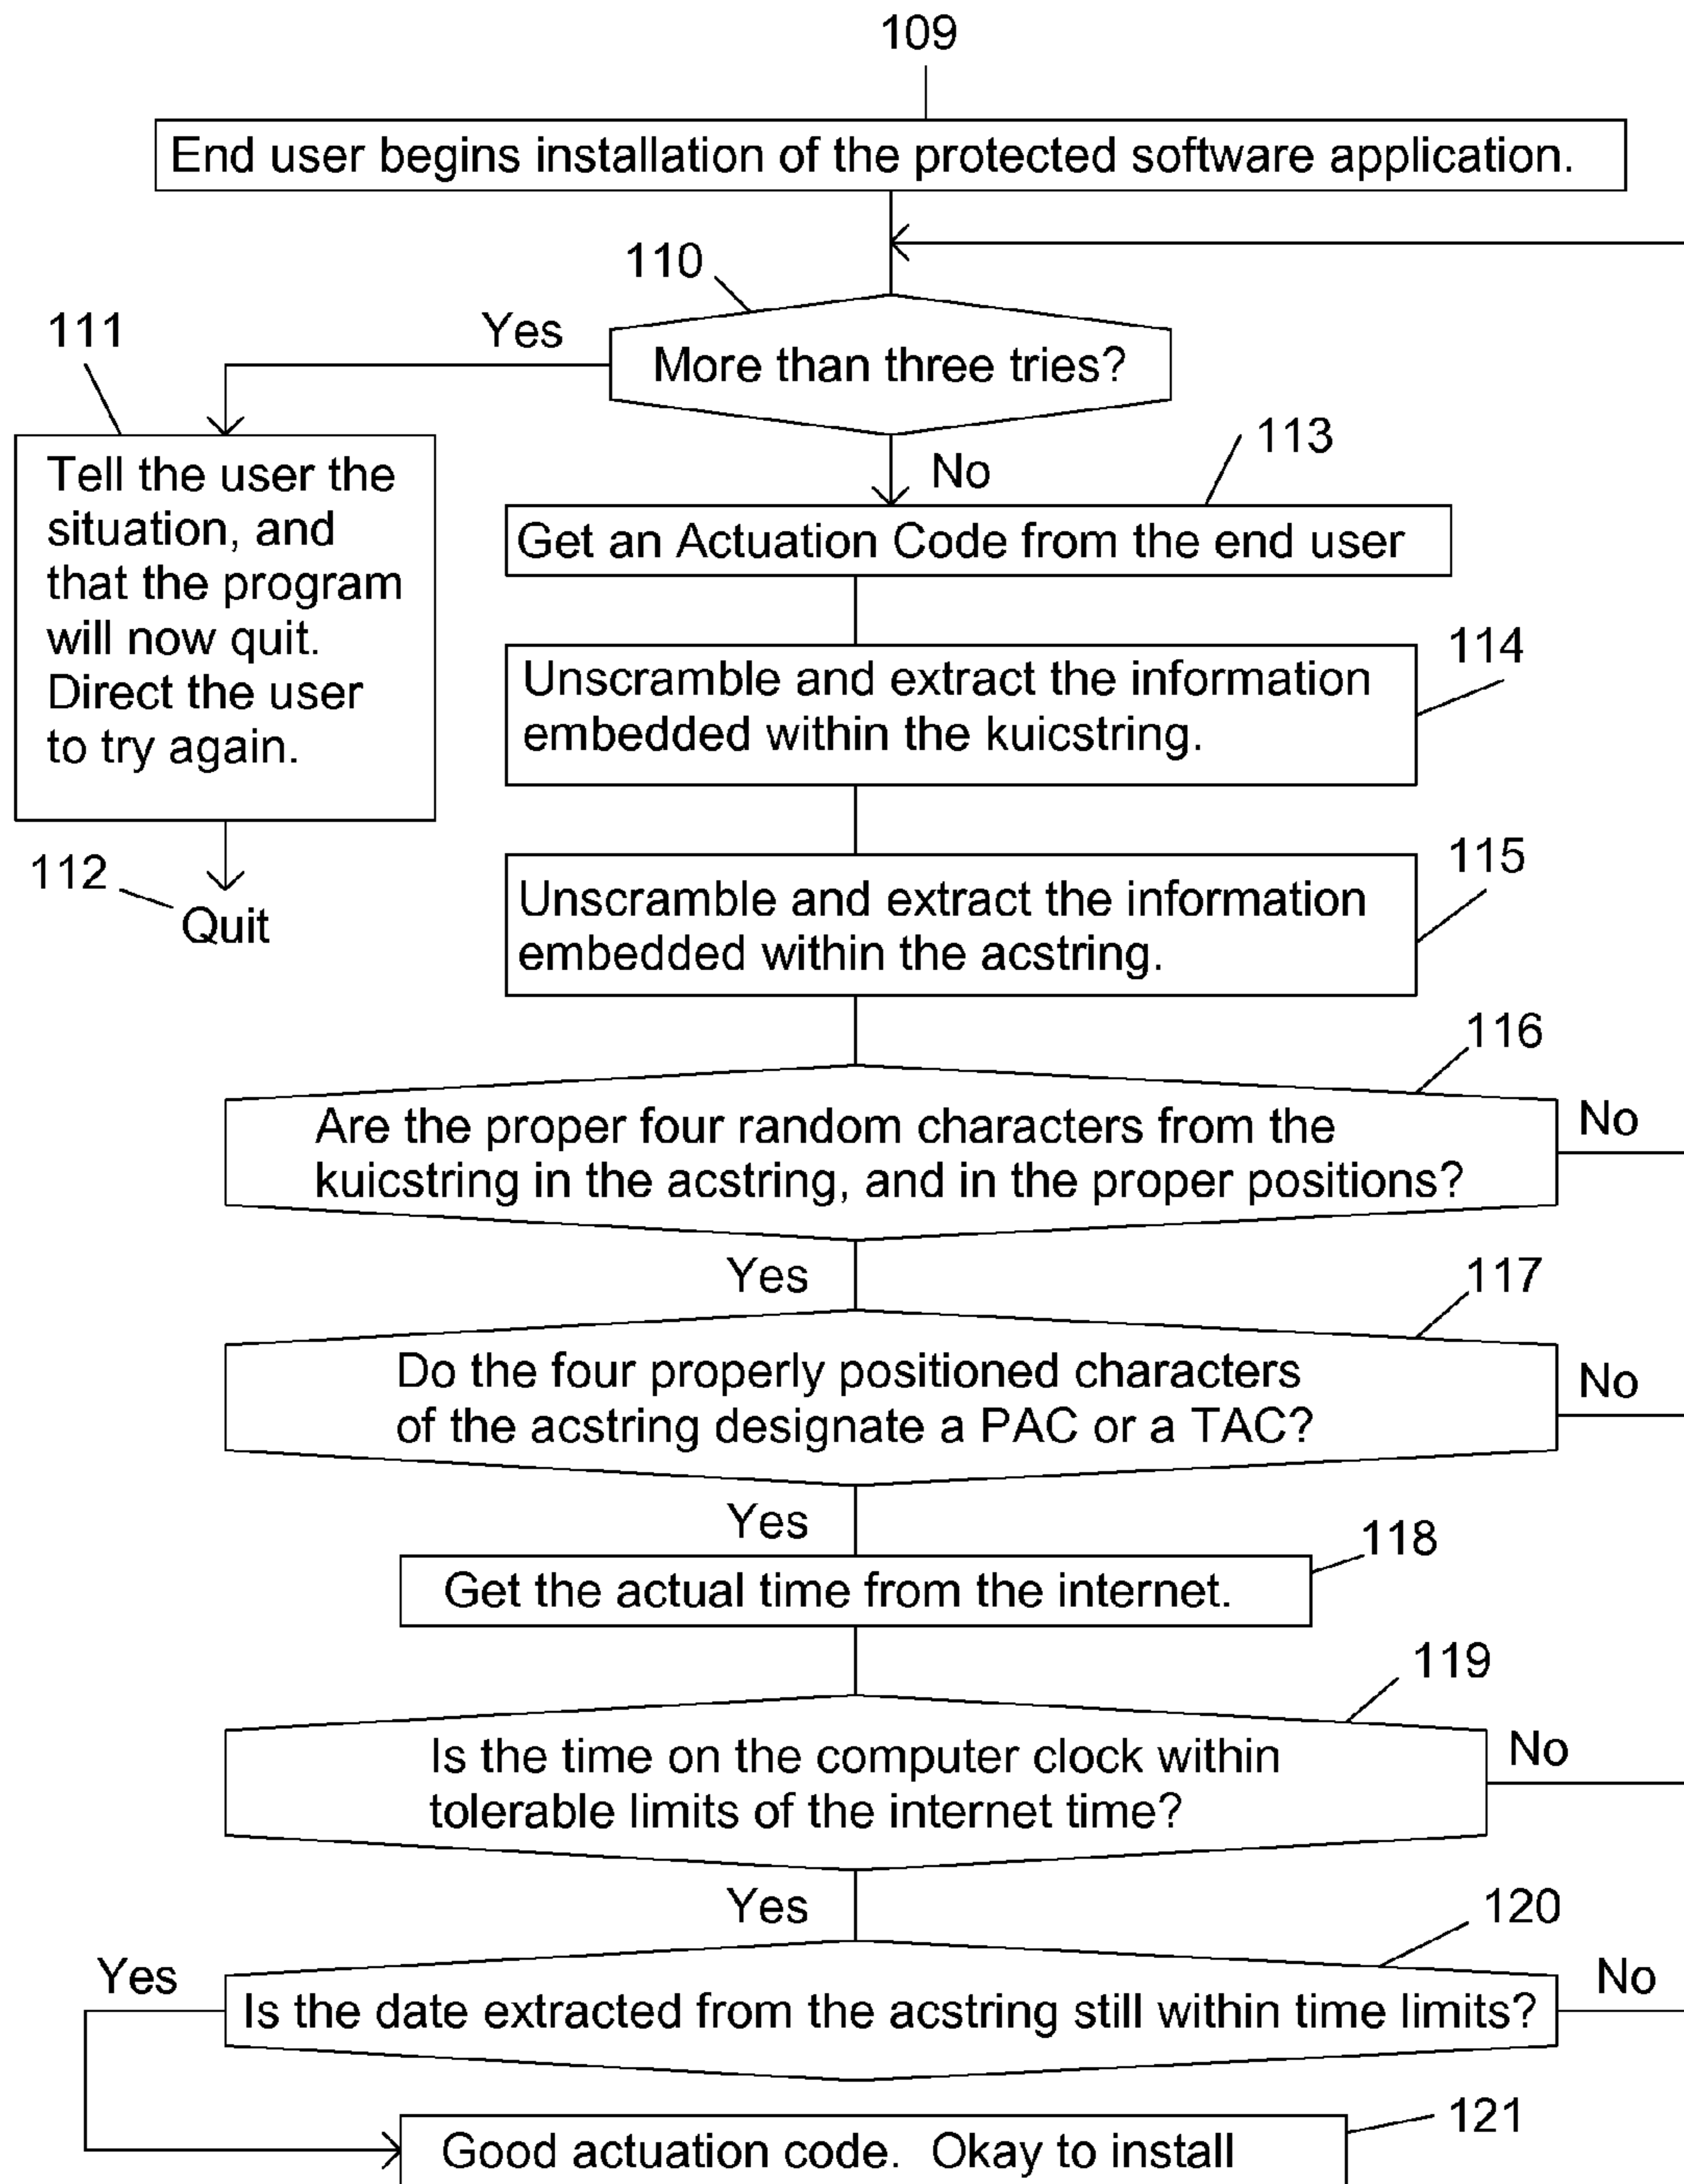 109
End user begins installation of the protected software application.
110
More than three tries?
Yes
111
Tell the user the
situation, and
that the program
will now quit.
Direct the user
to try again.
112
Quit
No
113
Get an Actuation Code from the end user
114
Unscramble and extract the information
embedded within the kuicstring.
115
Unscramble and extract the information
embedded within the acstring.
116
Are the proper four random characters from the
kuicstring in the acstring, and in the proper positions?
No
Yes
117
Do the four properly positioned characters
of the acstring designate a PAC or a TAC?
No
Yes
118
Get the actual time from the internet.
119
Is the time on the computer clock within
tolerable limits of the internet time?
No
Yes
120
Yes
Is the date extracted from the acstring still within time limits?
No
121
Good actuation code. Okay to install